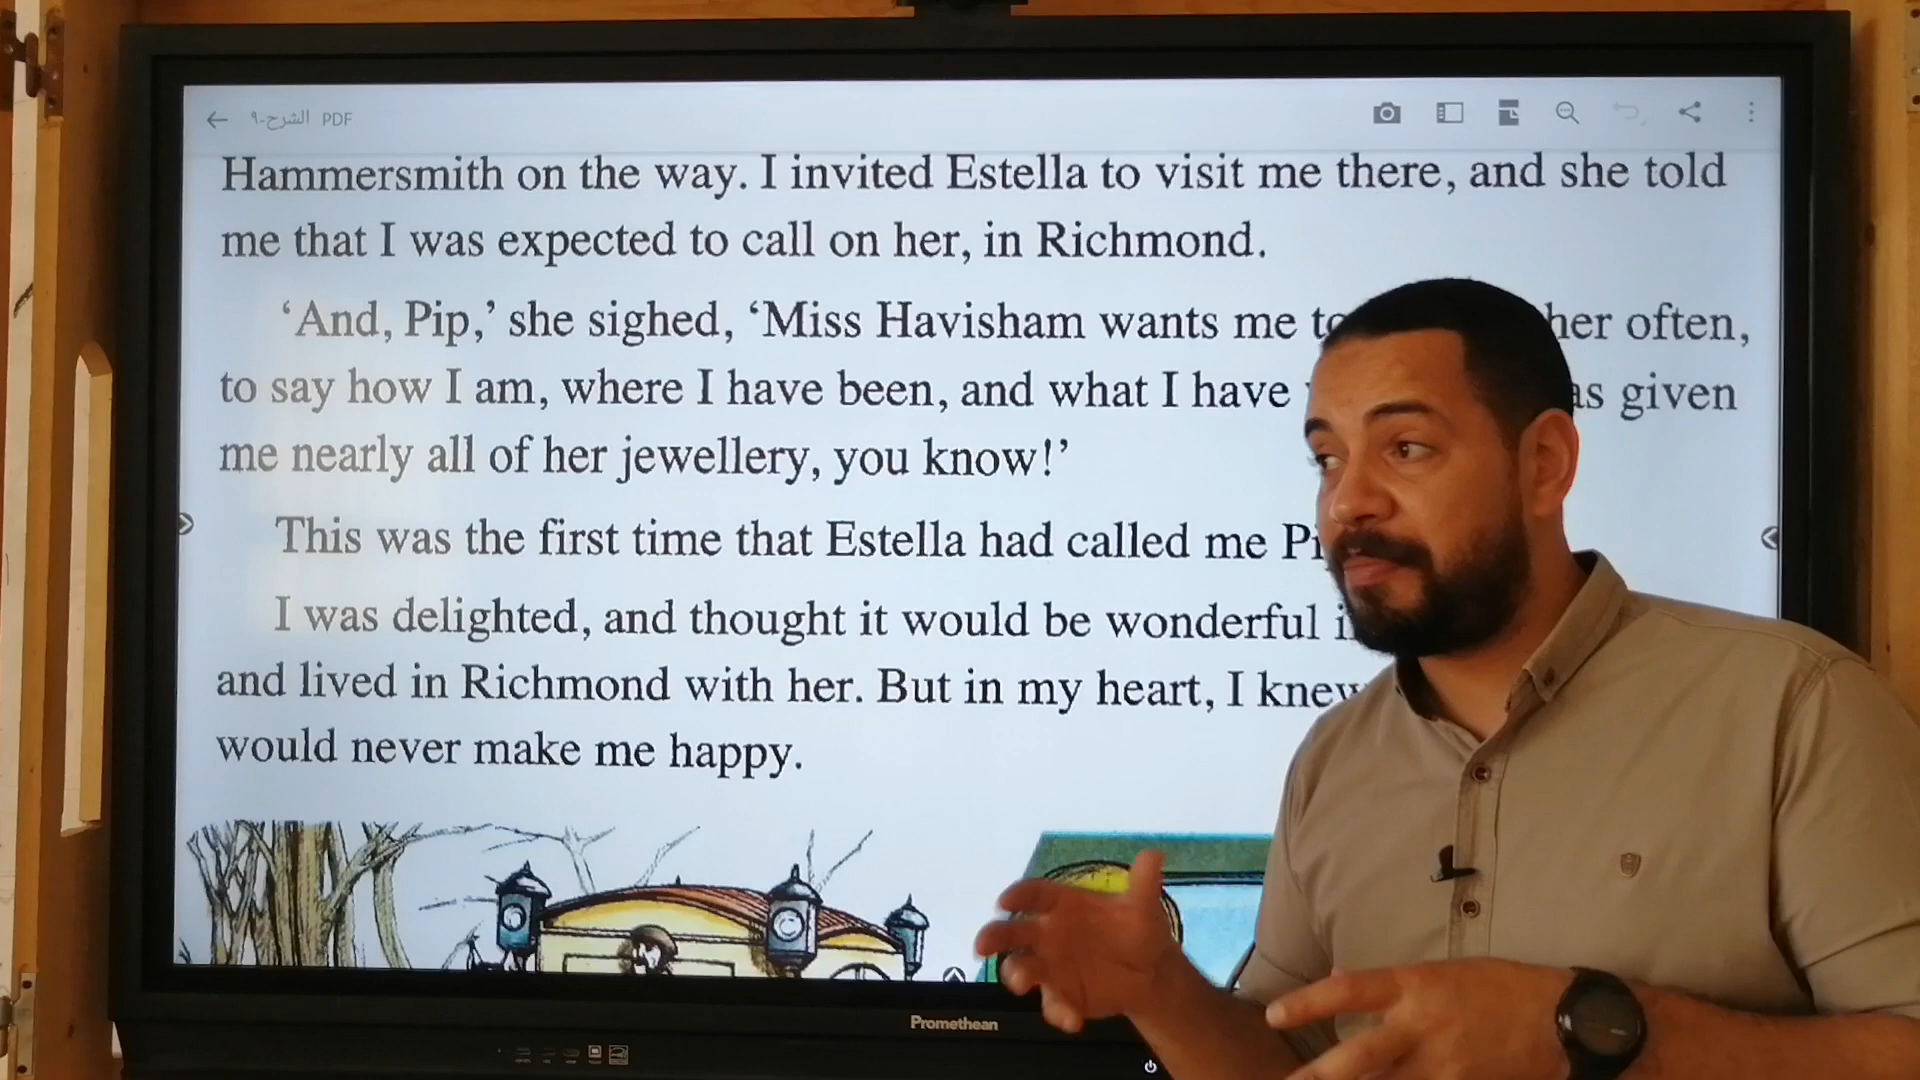 الشرح-٩ PDF
Hammersmith on the way. I invited Estella to visit me there, and she told
me that I was expected to call on her, in Richmond.
‘And, Pip,’ she sighed, ‘Miss Havisham wants me her often,
to say how I am, where I have been, and what I have given
me nearly all of her jewellery, you know!’
This was the first time that Estella had called me
I was delighted, and thought it would be wonderful
and lived in Richmond with her. But in my heart, I knew
would never make me happy.
Promethean